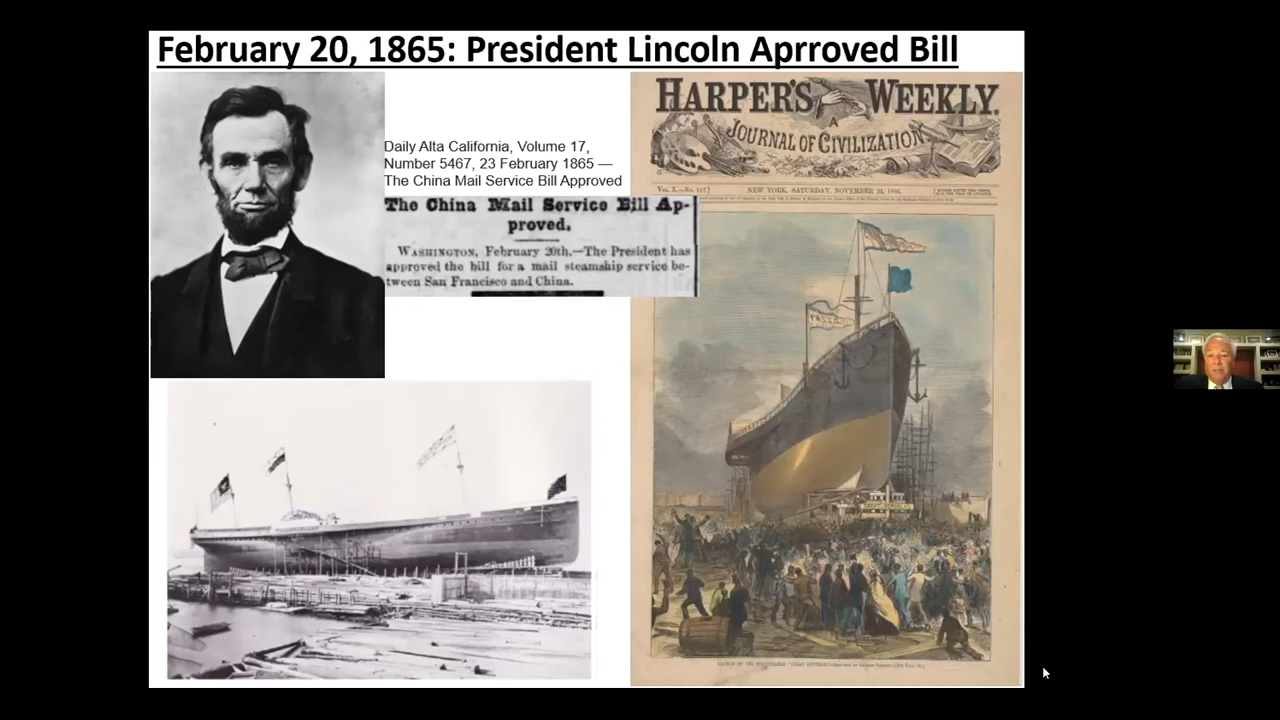 February 20, 1865: President Lincoln Aprroved Bill
Daily Alta California, Volume 17,
Number 5467, 23 February 1865 —
The China Mail Service Bill Approved
The China Mail Service Bill Ap-
proved.
WASHINGTON, February 20th.—The President has
approved the bill for a mail steamship service be-
tween San Francisco and China.
HARPER'S WEEKLY.
A
JOURNAL OF CIVILIZATION
NEW YORK, SATURDAY, NOVEMBER 24, 1866.